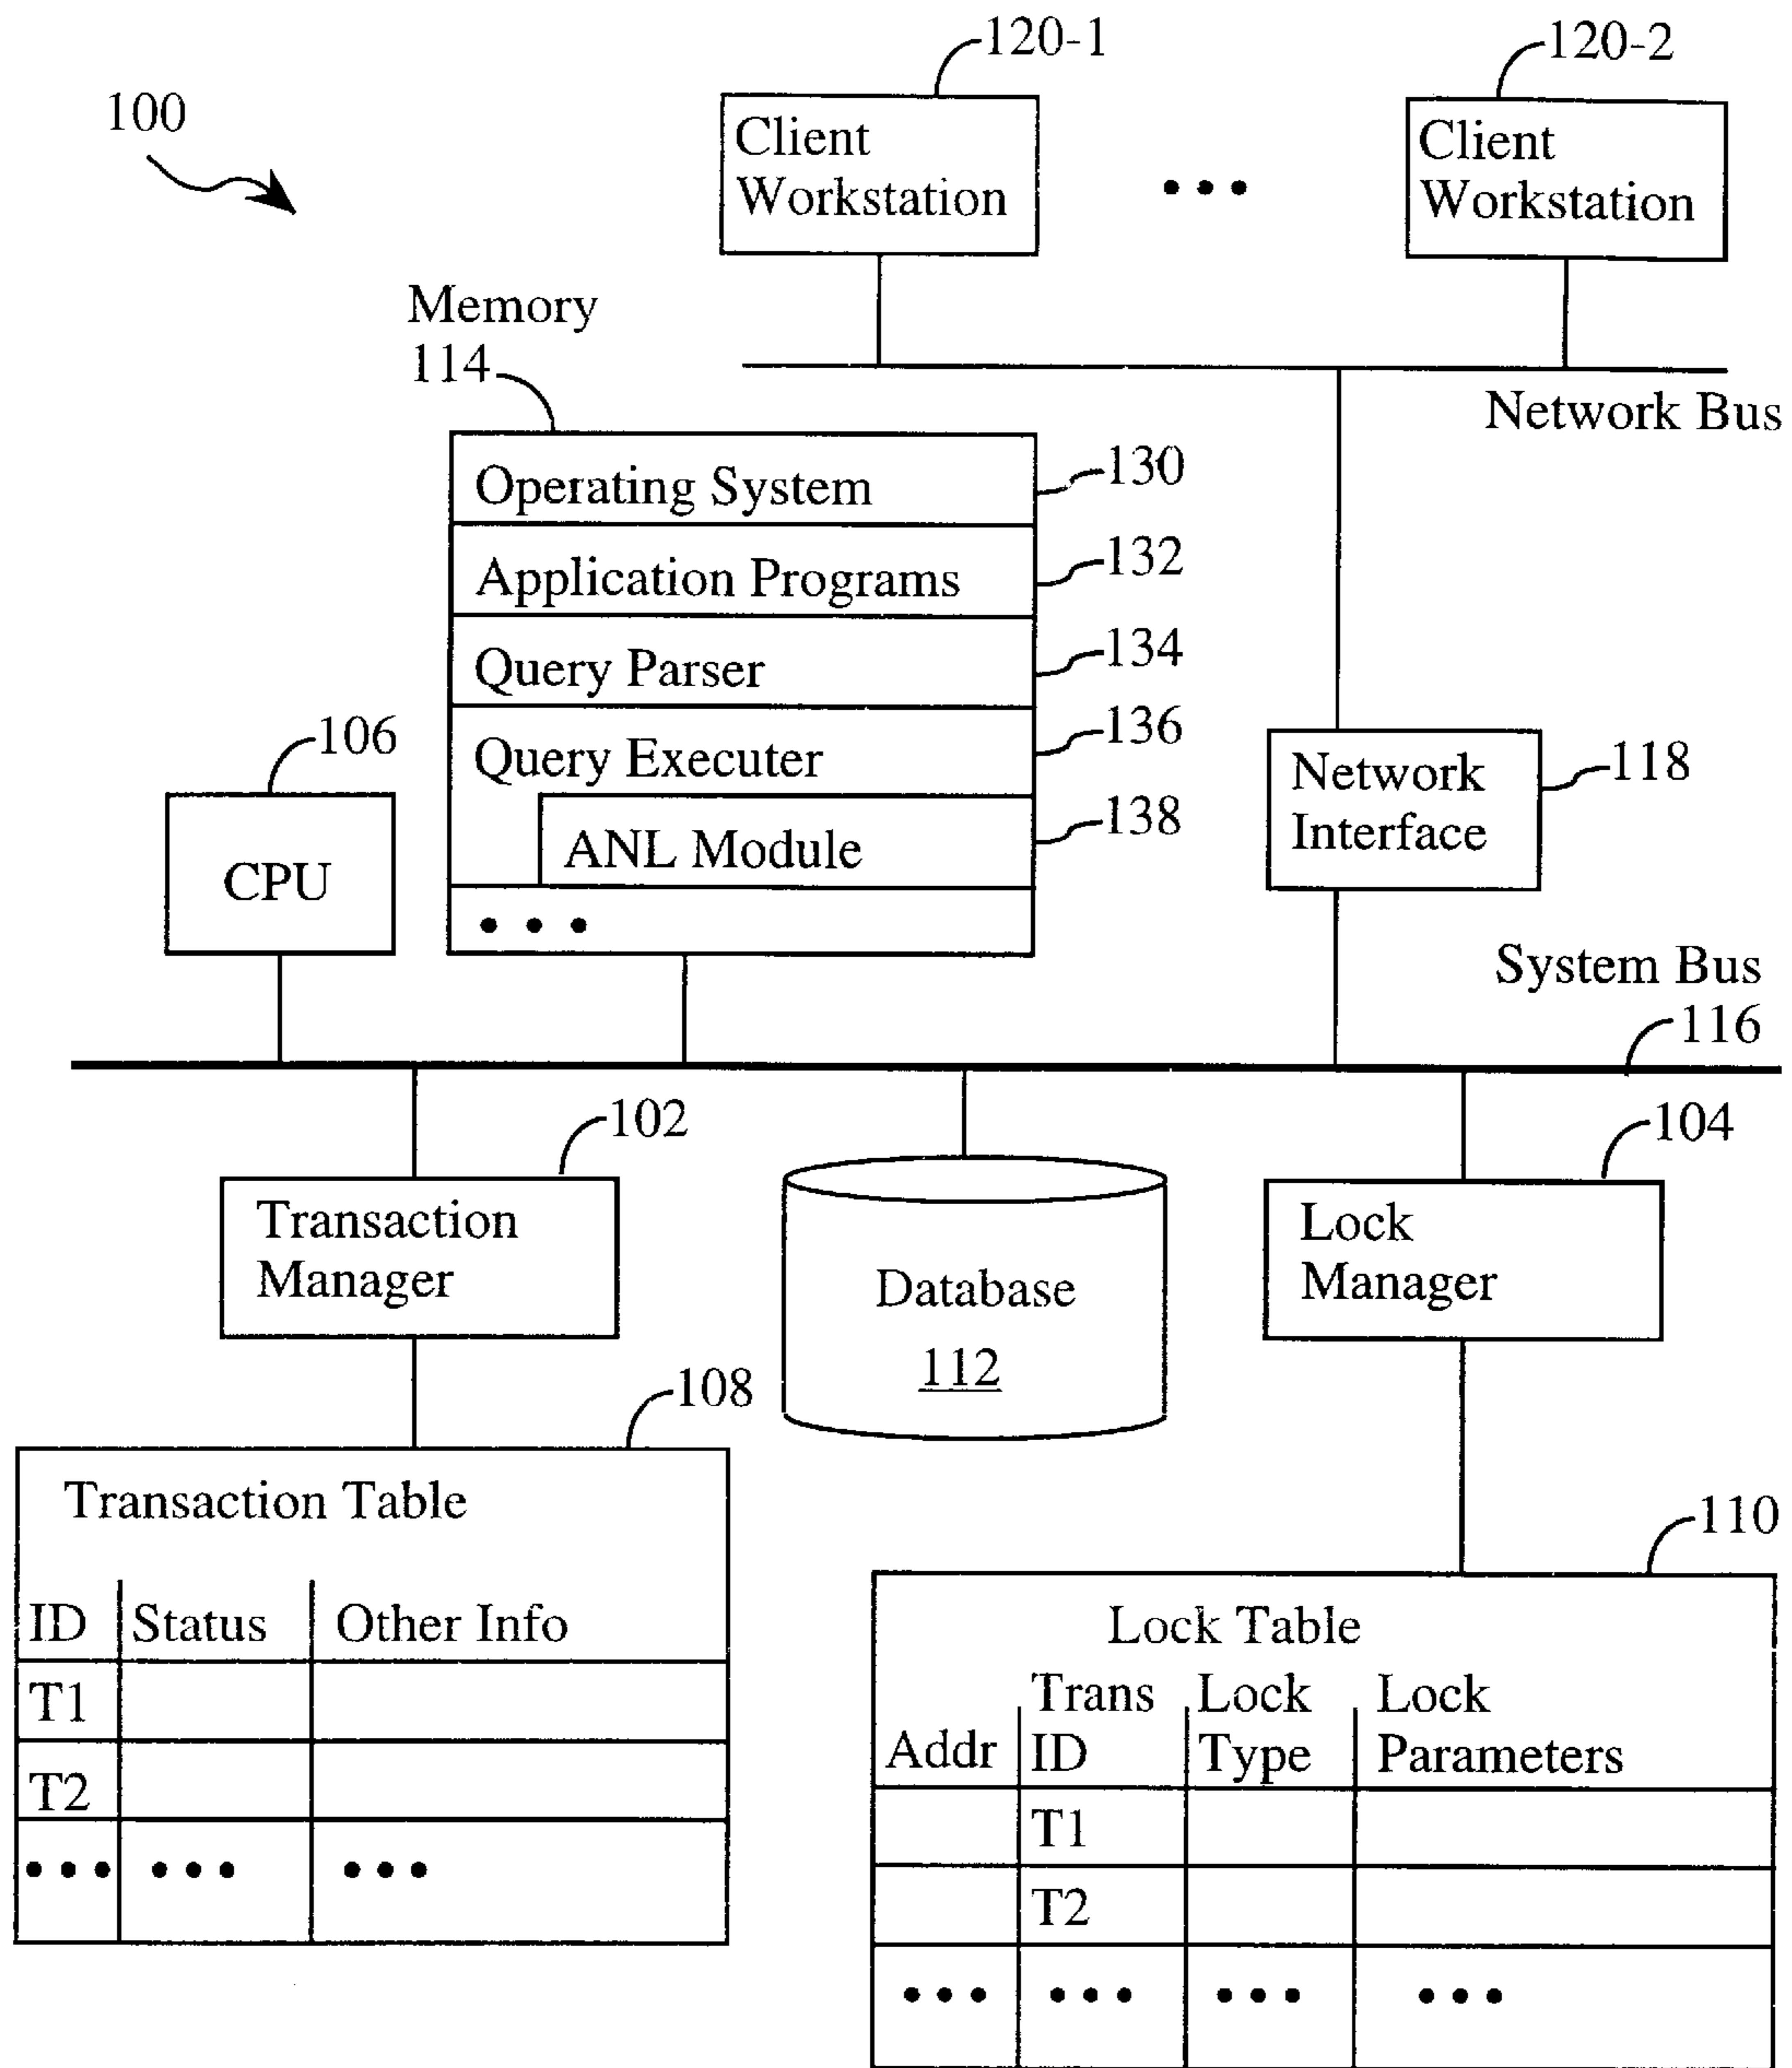 120-1
120-2
100
Client
Workstation
• • •
Client
Workstation
Memory
114
Network Bus
Operating System
130
Application Programs
132
Query Parser
134
Query Executer
136
ANL Module
138
• • •
106
CPU
Network
Interface
118
System Bus
116
102
Transaction
Manager
Database
112
104
Lock
Manager
108
Transaction Table
ID Status Other Info
T1
T2
• • • • • • • • •
110
Lock Table
Addr
Trans
ID
Lock
Type
Lock
Parameters
T1
T2
• • • • • • • • • • • •